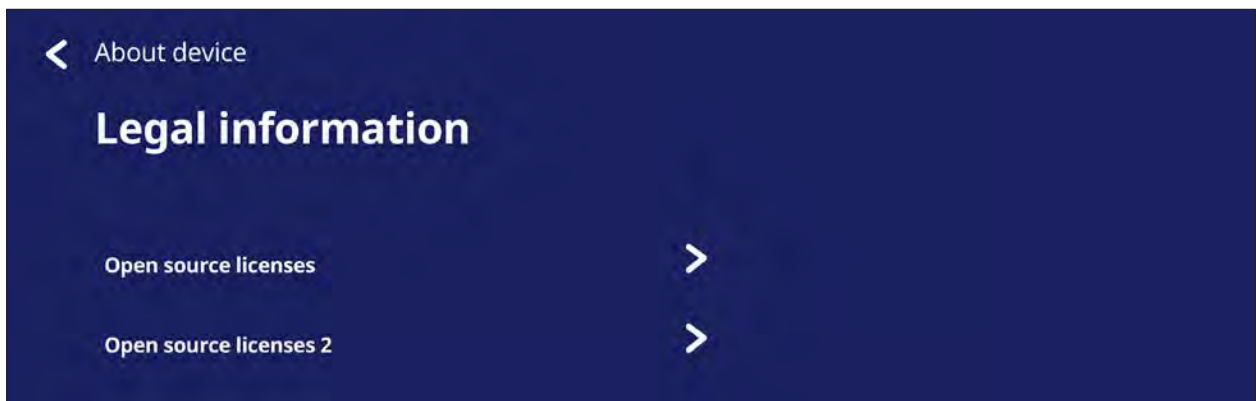 About device
Legal information
Open source licenses
Open source licenses 2